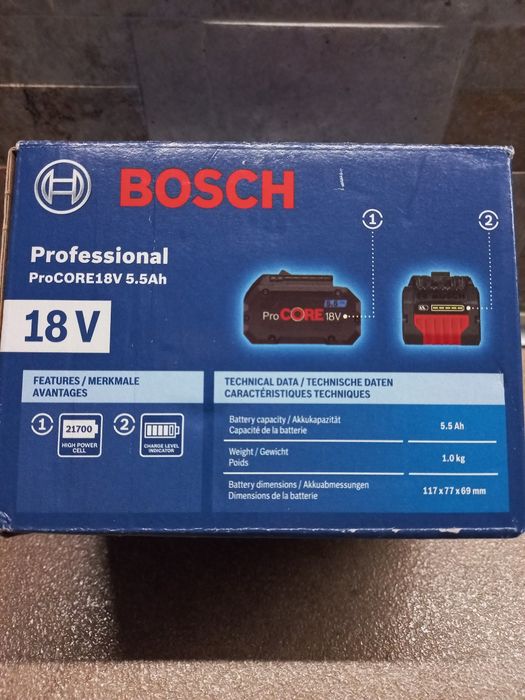 BOSCH
Professional
ProCORE18V 5.5Ah
18 V
1
2
ProCORE18V
FEATURES / MERKMALE
AVANTAGES
1
21700
HIGH POWER
CELL
2
CHARGE LEVEL
INDICATOR
TECHNICAL DATA / TECHNISCHE DATEN
CARACTÉRISTIQUES TECHNIQUES
Battery capacity / Akkukapazität
Capacité de la batterie
5.5 Ah
Weight / Gewicht
Poids
1.0 kg
Battery dimensions / Akkuabmessungen
Dimensions de la batterie
117 x 77 x 69 mm